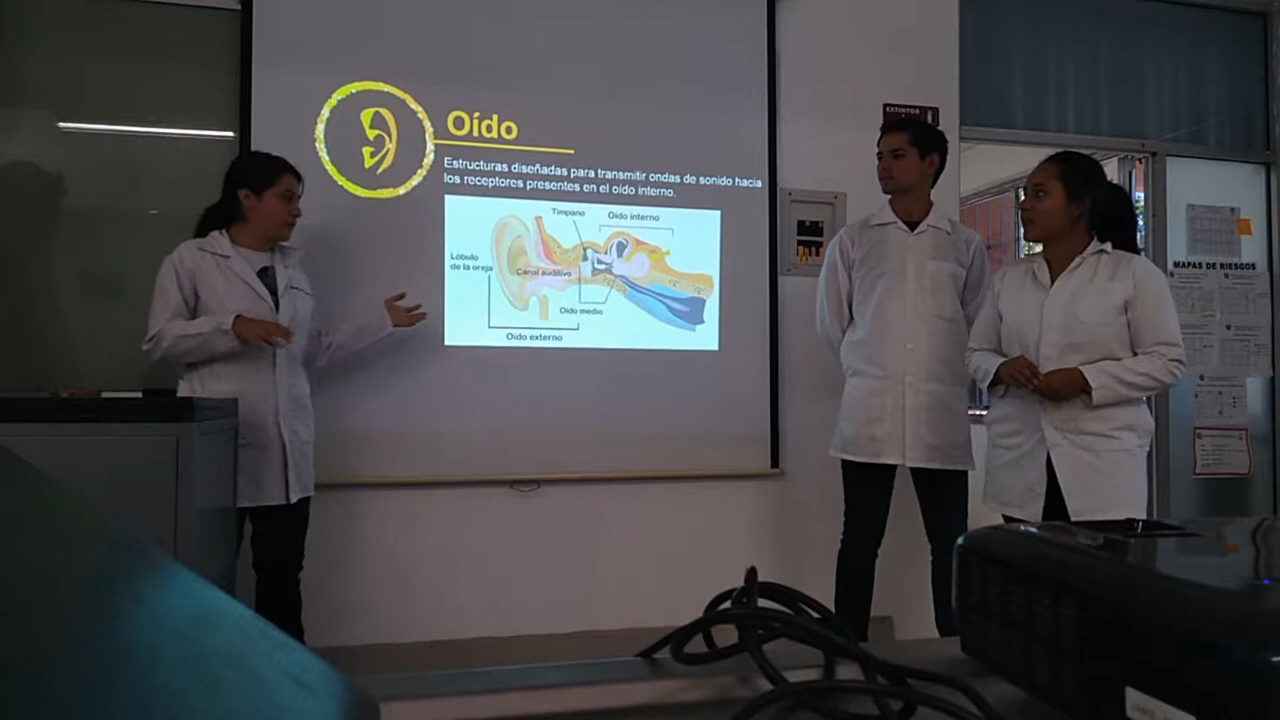 EXTINTOR
Oído
Estructuras diseñadas para transmitir ondas de sonido hacia
los receptores presentes en el oído interno.
Tímpano
Oído interno
Lóbulo
de la oreja
Canal auditivo
Oído medio
Oído externo
MAPAS DE RIESGOS